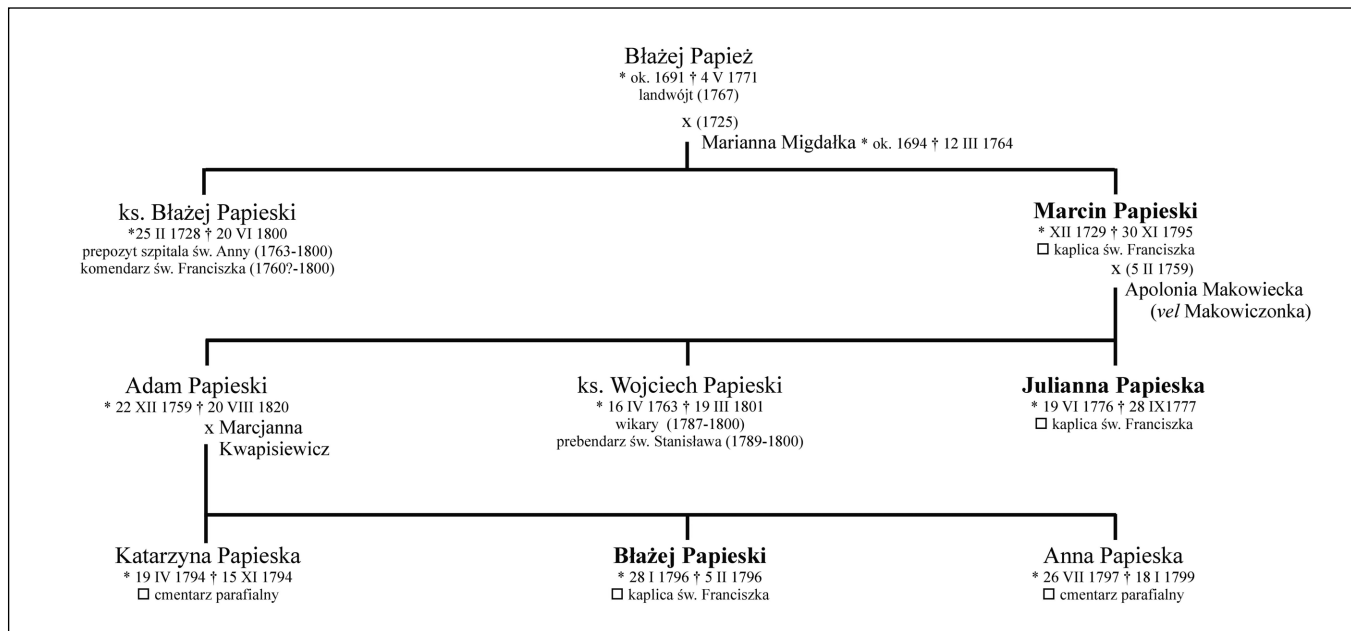 Błażej Papież
* ok. 1691 † 4 V 1771
landwójt (1767)
x (1725)
Marianna Migdałka * ok. 1694 † 12 III 1764
ks. Błażej Papieski
*25 II 1728 † 20 VI 1800
prepozyt szpitala św. Anny (1763-1800)
komendarz św. Franciszka (1760?-1800)
Marcin Papieski
* XII 1729 † 30 XI 1795
□ kaplica św. Franciszka
x (5 II 1759)
Apolonia Makowiecka
(vel Makowiczonka)
Adam Papieski
* 22 XII 1759 † 20 VIII 1820
x Marcjanna
Kwapisiewicz
ks. Wojciech Papieski
* 16 IV 1763 † 19 III 1801
wikary (1787-1800)
prebendarz św. Stanisława (1789-1800)
Julianna Papieska
* 19 VI 1776 † 28 IX1777
□ kaplica św. Franciszka
Katarzyna Papieska
* 19 IV 1794 † 15 XI 1794
□ cmentarz parafialny
Błażej Papieski
* 28 I 1796 † 5 II 1796
□ kaplica św. Franciszka
Anna Papieska
* 26 VII 1797 † 18 I 1799
□ cmentarz parafialny